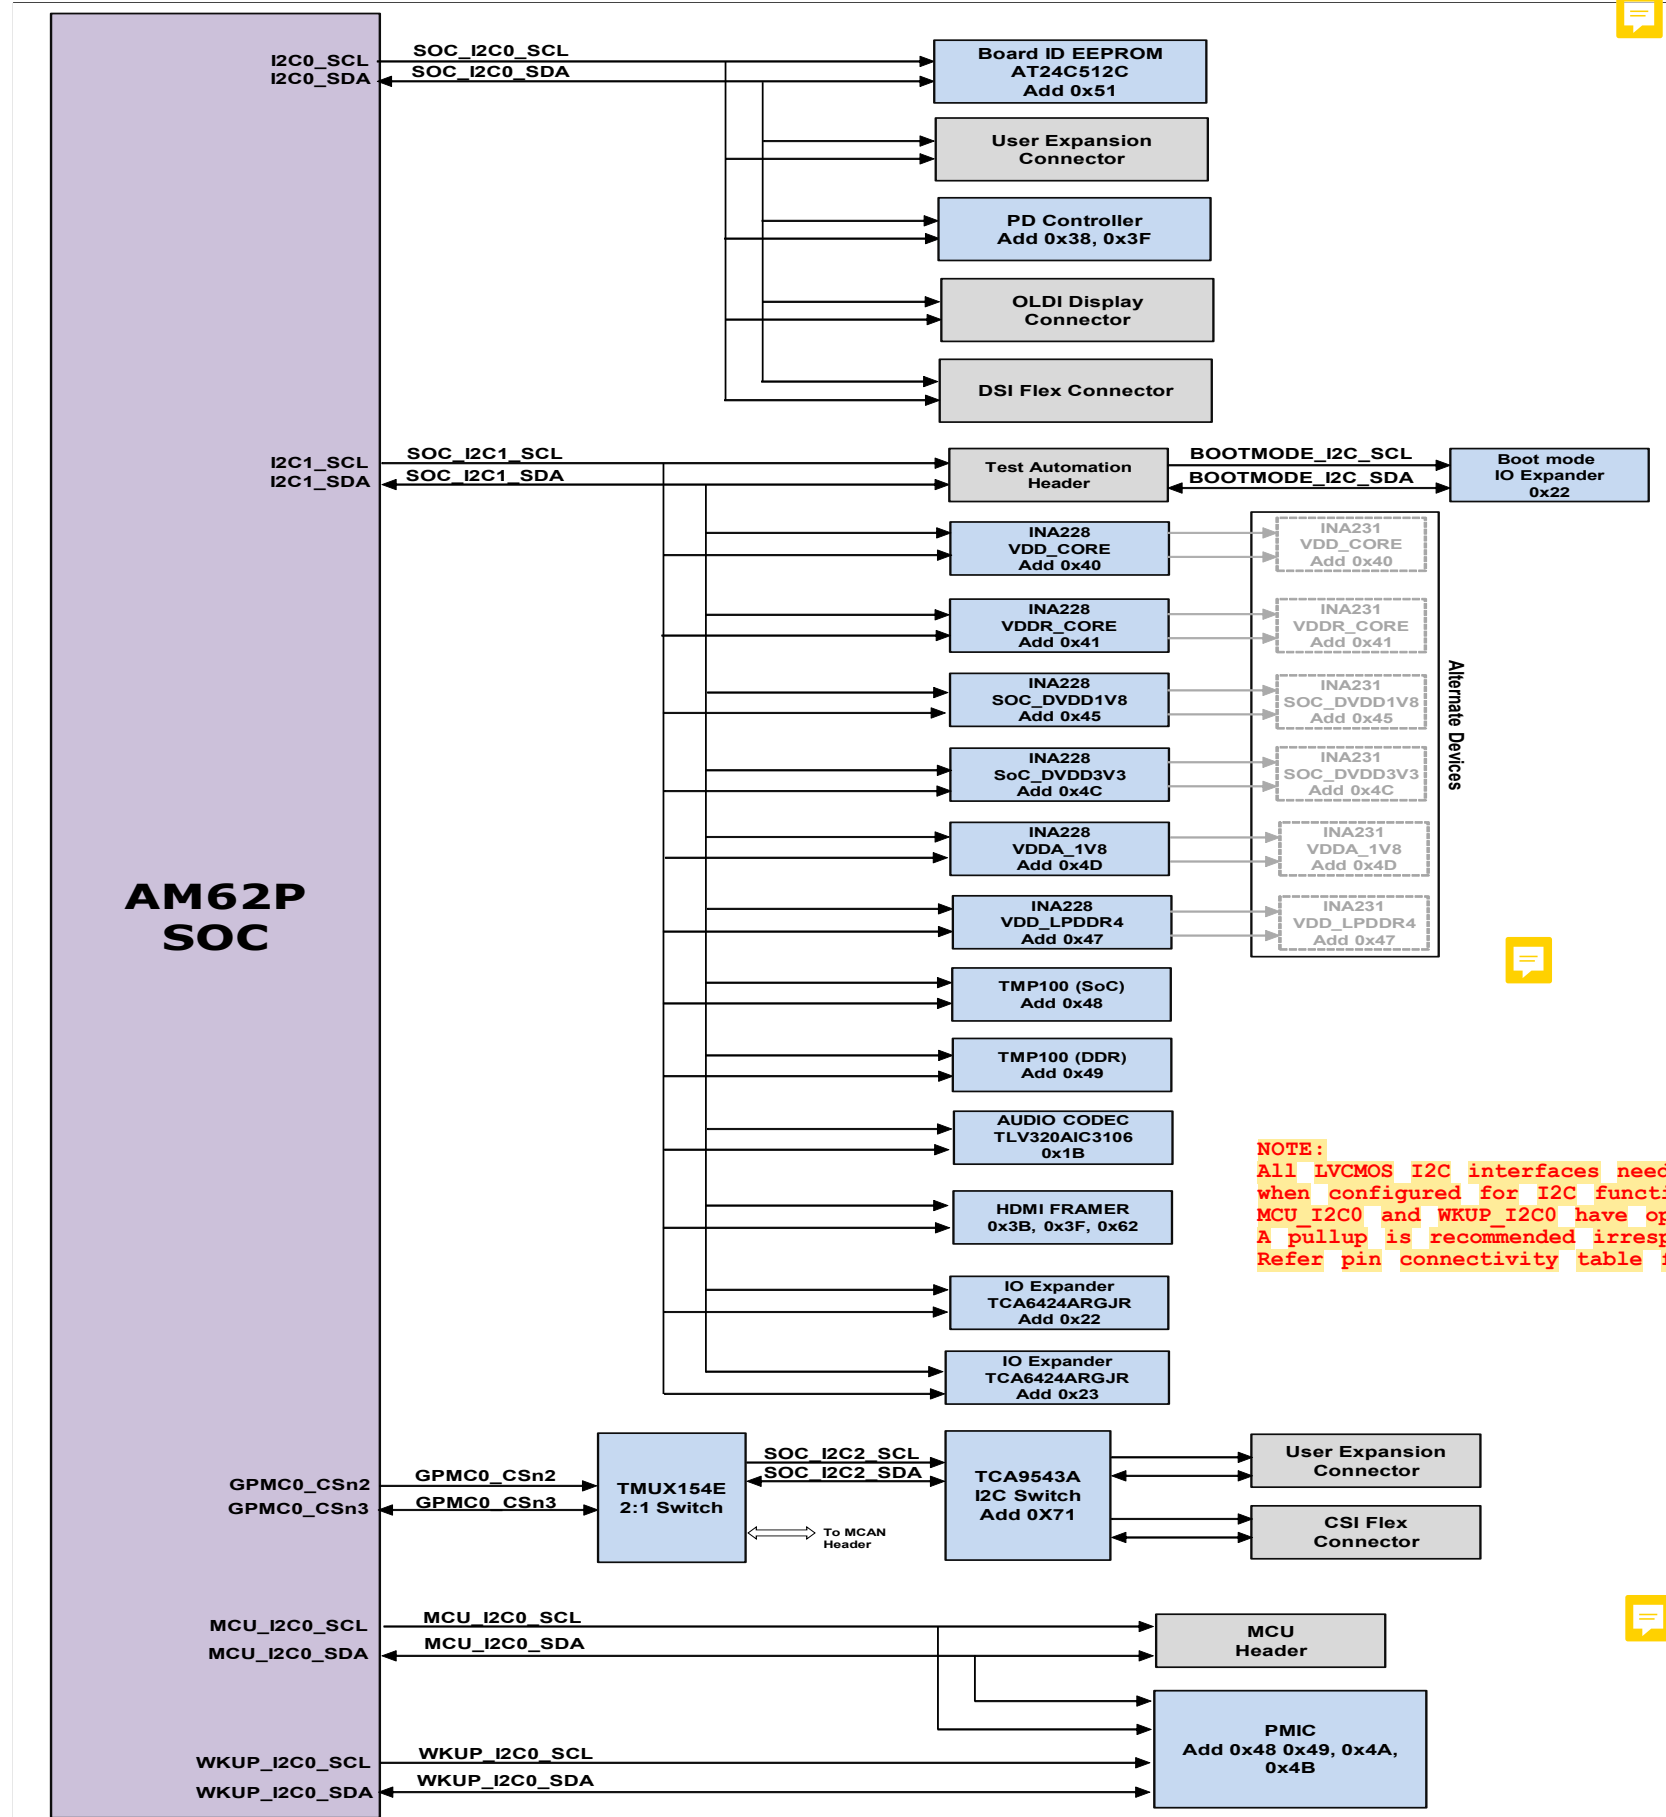 I2C0_SCL
I2C0_SDA
SOC_I2C0_SCL
SOC_I2C0_SDA
Board ID EEPROM
AT24C512C
Add 0x51
User Expansion
Connector
PD Controller
Add 0x38, 0x3F
OLDI Display
Connector
DSI Flex Connector
I2C1_SCL
I2C1_SDA
SOC_I2C1_SCL
SOC_I2C1_SDA
Test Automation
Header
BOOTMODE_I2C_SCL
BOOTMODE_I2C_SDA
Boot mode
IO Expander
0x22
INA228
VDD_CORE
Add 0x40
INA231
VDD_CORE
Add 0x40
INA228
VDDR_CORE
Add 0x41
INA231
VDDR_CORE
Add 0x41
INA228
SOC_DVDD1V8
Add 0x45
INA231
SOC_DVDD1V8
Add 0x45
INA228
SoC_DVDD3V3
Add 0x4C
INA231
SOC_DVDD3V3
Add 0x4C
INA228
VDDA_1V8
Add 0x4D
INA231
VDDA_1V8
Add 0x4D
INA228
VDD_LPDDR4
Add 0x47
INA231
VDD_LPDDR4
Add 0x47
Alternate Devices
AM62P
SOC
TMP100 (SoC)
Add 0x48
TMP100 (DDR)
Add 0x49
AUDIO CODEC
TLV320AIC3106
0x1B
HDMI FRAMER
0x3B, 0x3F, 0x62
IO Expander
TCA6424ARGJR
Add 0x22
IO Expander
TCA6424ARGJR
Add 0x23
NOTE:
All LVCMOS I2C interfaces need
when configured for I2C functi
MCU_I2C0 and WKUP_I2C0 have op
A pullup is recommended irresp
Refer pin connectivity table
GPMC0_CSn2
GPMC0_CSn3
GPMC0_CSn2
GPMC0_CSn3
TMUX154E
2:1 Switch
SOC_I2C2_SCL
SOC_I2C2_SDA
To MCAN
Header
TCA9543A
I2C Switch
Add 0X71
User Expansion
Connector
CSI Flex
Connector
MCU_I2C0_SCL
MCU_I2C0_SDA
MCU_I2C0_SCL
MCU_I2C0_SDA
MCU
Header
PMIC
Add 0x48 0x49, 0x4A,
0x4B
WKUP_I2C0_SCL
WKUP_I2C0_SDA
WKUP_I2C0_SCL
WKUP_I2C0_SDA